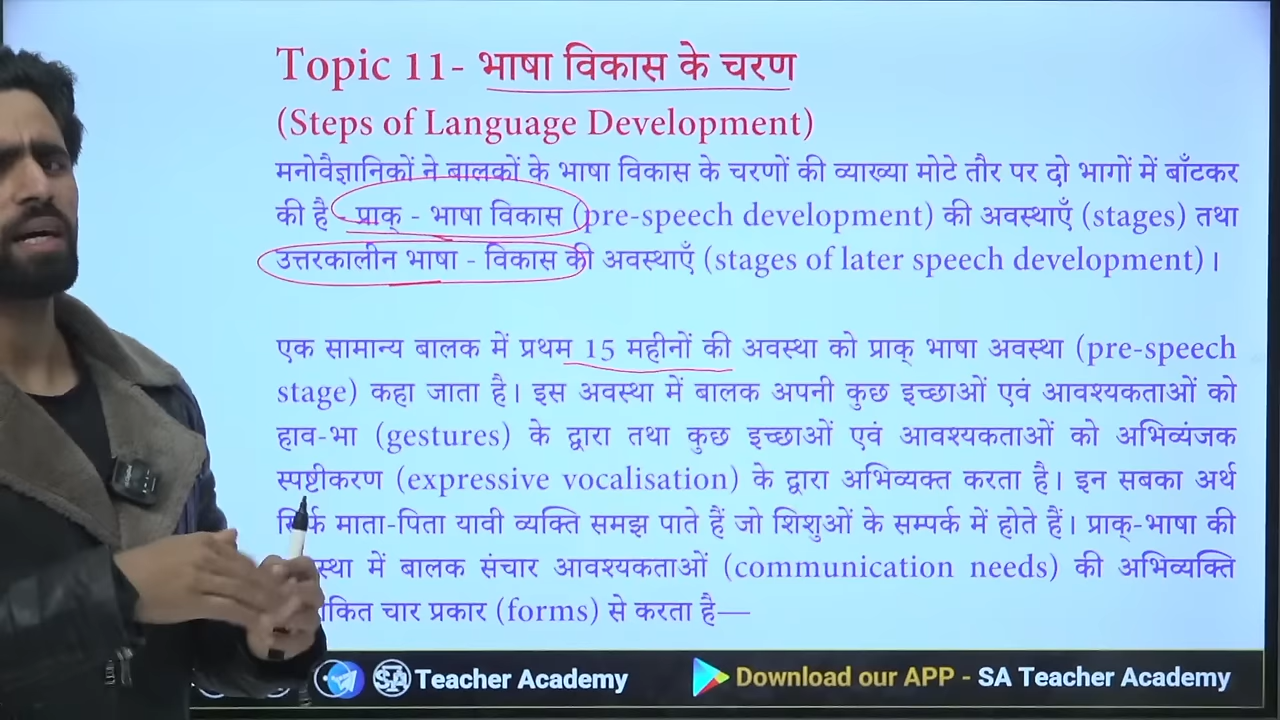 Topic 11- भाषा विकास के चरण
(Steps of Language Development)
मनोवैज्ञानिकों ने बालकों के भाषा विकास के चरणों की व्याख्या मोटे तौर पर दो भागों में बाँटकर
की है - प्राक् - भाषा विकास (pre-speech development) की अवस्थाएँ (stages) तथा
उत्तरकालीन भाषा - विकास की अवस्थाएँ (stages of later speech development) ।
एक सामान्य बालक में प्रथम 15 महीनों की अवस्था को प्राक् भाषा अवस्था (pre-speech
stage) कहा जाता है। इस अवस्था में बालक अपनी कुछ इच्छाओं एवं आवश्यकताओं को
हाव-भा (gestures) के द्वारा तथा कुछ इच्छाओं एवं आवश्यकताओं को अभिव्यंजक
स्पष्टीकरण (expressive vocalisation) के द्वारा अभिव्यक्त करता है। इन सबका अर्थ
माता-पिता यावी व्यक्ति समझ पाते हैं जो शिशुओं के सम्पर्क में होते हैं। प्राक्-भाषा की
में बालक संचार आवश्यकताओं (communication needs) की अभिव्यक्ति
चार प्रकार (forms) से करता है—
SA Teacher Academy
Download our APP - SA Teacher Academy